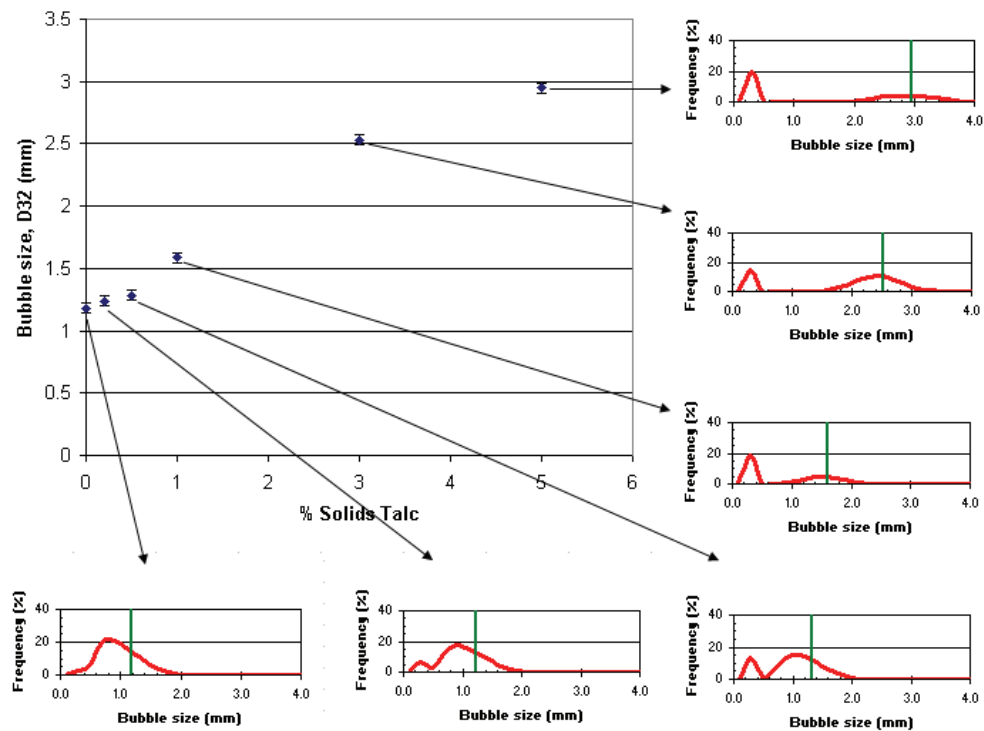 Bubble size, D32 (mm)
3.5
3
2.5
2
1.5
1
0.5
0
0 1 2 3 4 5 6
% Solids Talc
Frequency (%)
40
20
0
0.0 1.0 2.0 3.0 4.0
Bubble size (mm)
Frequency (%)
40
20
0
0.0 1.0 2.0 3.0 4.0
Bubble size (mm)
Frequency (%)
40
20
0
0.0 1.0 2.0 3.0 4.0
Bubble size (mm)
Frequency (%)
40
20
0
0.0 1.0 2.0 3.0 4.0
Bubble size (mm)
Frequency (%)
40
20
0
0.0 1.0 2.0 3.0 4.0
Bubble size (mm)
Frequency (%)
40
20
0
0.0 1.0 2.0 3.0 4.0
Bubble size (mm)